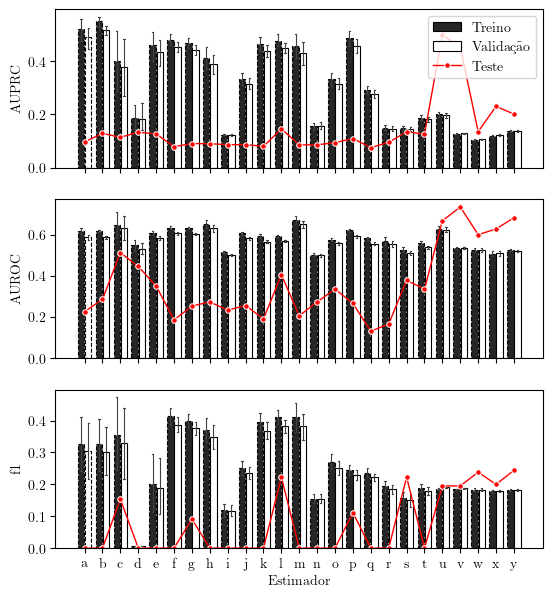 Treino
Validação
Teste
AUPRC
0.4
0.2
0.0
AUROC
0.6
0.4
0.2
0.0
f1
0.4
0.3
0.2
0.1
0.0
a b c d e f g h i j k l m n o p q r s t u v w x y
Estimador